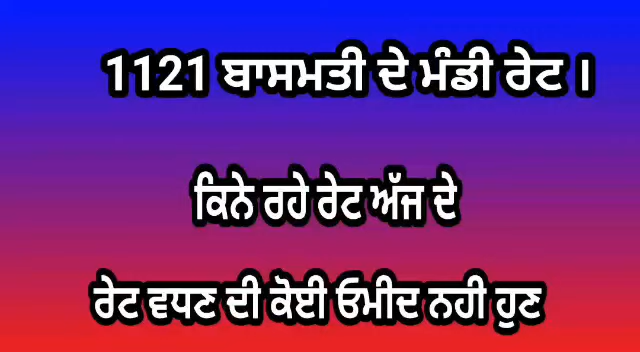 1121 ਬਾਸਮਤੀ ਦੇ ਮੰਡੀ ਰੇਟ ।
ਕਿਨੇ ਰਹੇ ਰੇਟ ਅੱਜ ਦੇ
ਰੇਟ ਵਧਣ ਦੀ ਕੋਈ ਓਮੀਦ ਨਹੀ ਹੁਣ